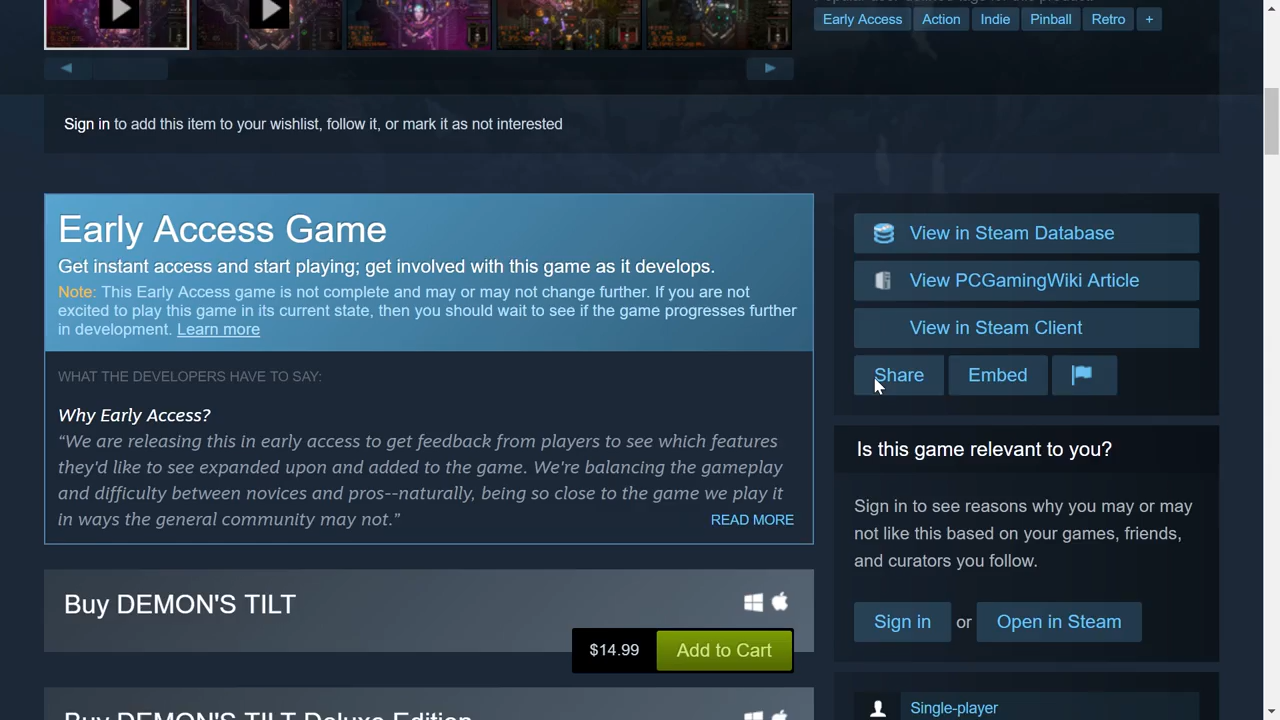 Early Access
Action
Indie
Pinball
Retro
+
Sign in to add this item to your wishlist, follow it, or mark it as not interested
Early Access Game
Get instant access and start playing; get involved with this game as it develops.
Note: This Early Access game is not complete and may or may not change further. If you are not
excited to play this game in its current state, then you should wait to see if the game progresses further
in development. Learn more
WHAT THE DEVELOPERS HAVE TO SAY:
Why Early Access?
“We are releasing this in early access to get feedback from players to see which features
they'd like to see expanded upon and added to the game. We're balancing the gameplay
and difficulty between novices and pros--naturally, being so close to the game we play it
in ways the general community may not.”
READ MORE
Buy DEMON'S TILT
$14.99
Add to Cart
Buy DEMON'S TILT Deluxe Edition
View in Steam Database
View PCGamingWiki Article
View in Steam Client
Share
Embed
Is this game relevant to you?
Sign in to see reasons why you may or may
not like this based on your games, friends,
and curators you follow.
Sign in or Open in Steam
Single-player